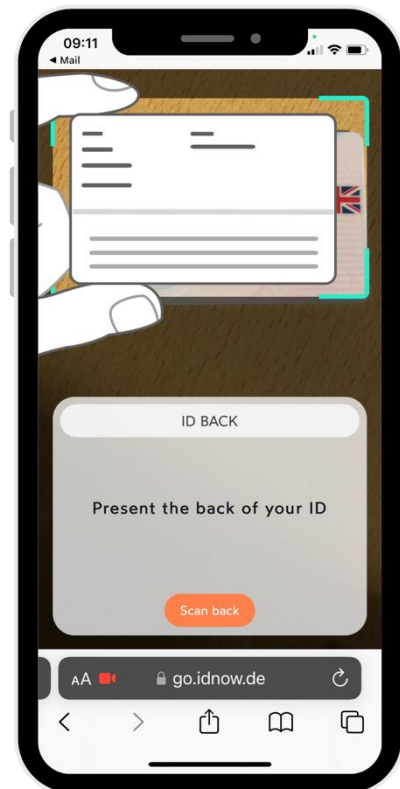 09:11
◀ Mail
ID BACK
Present the back of your ID
Scan back
AA
go.idnow.de